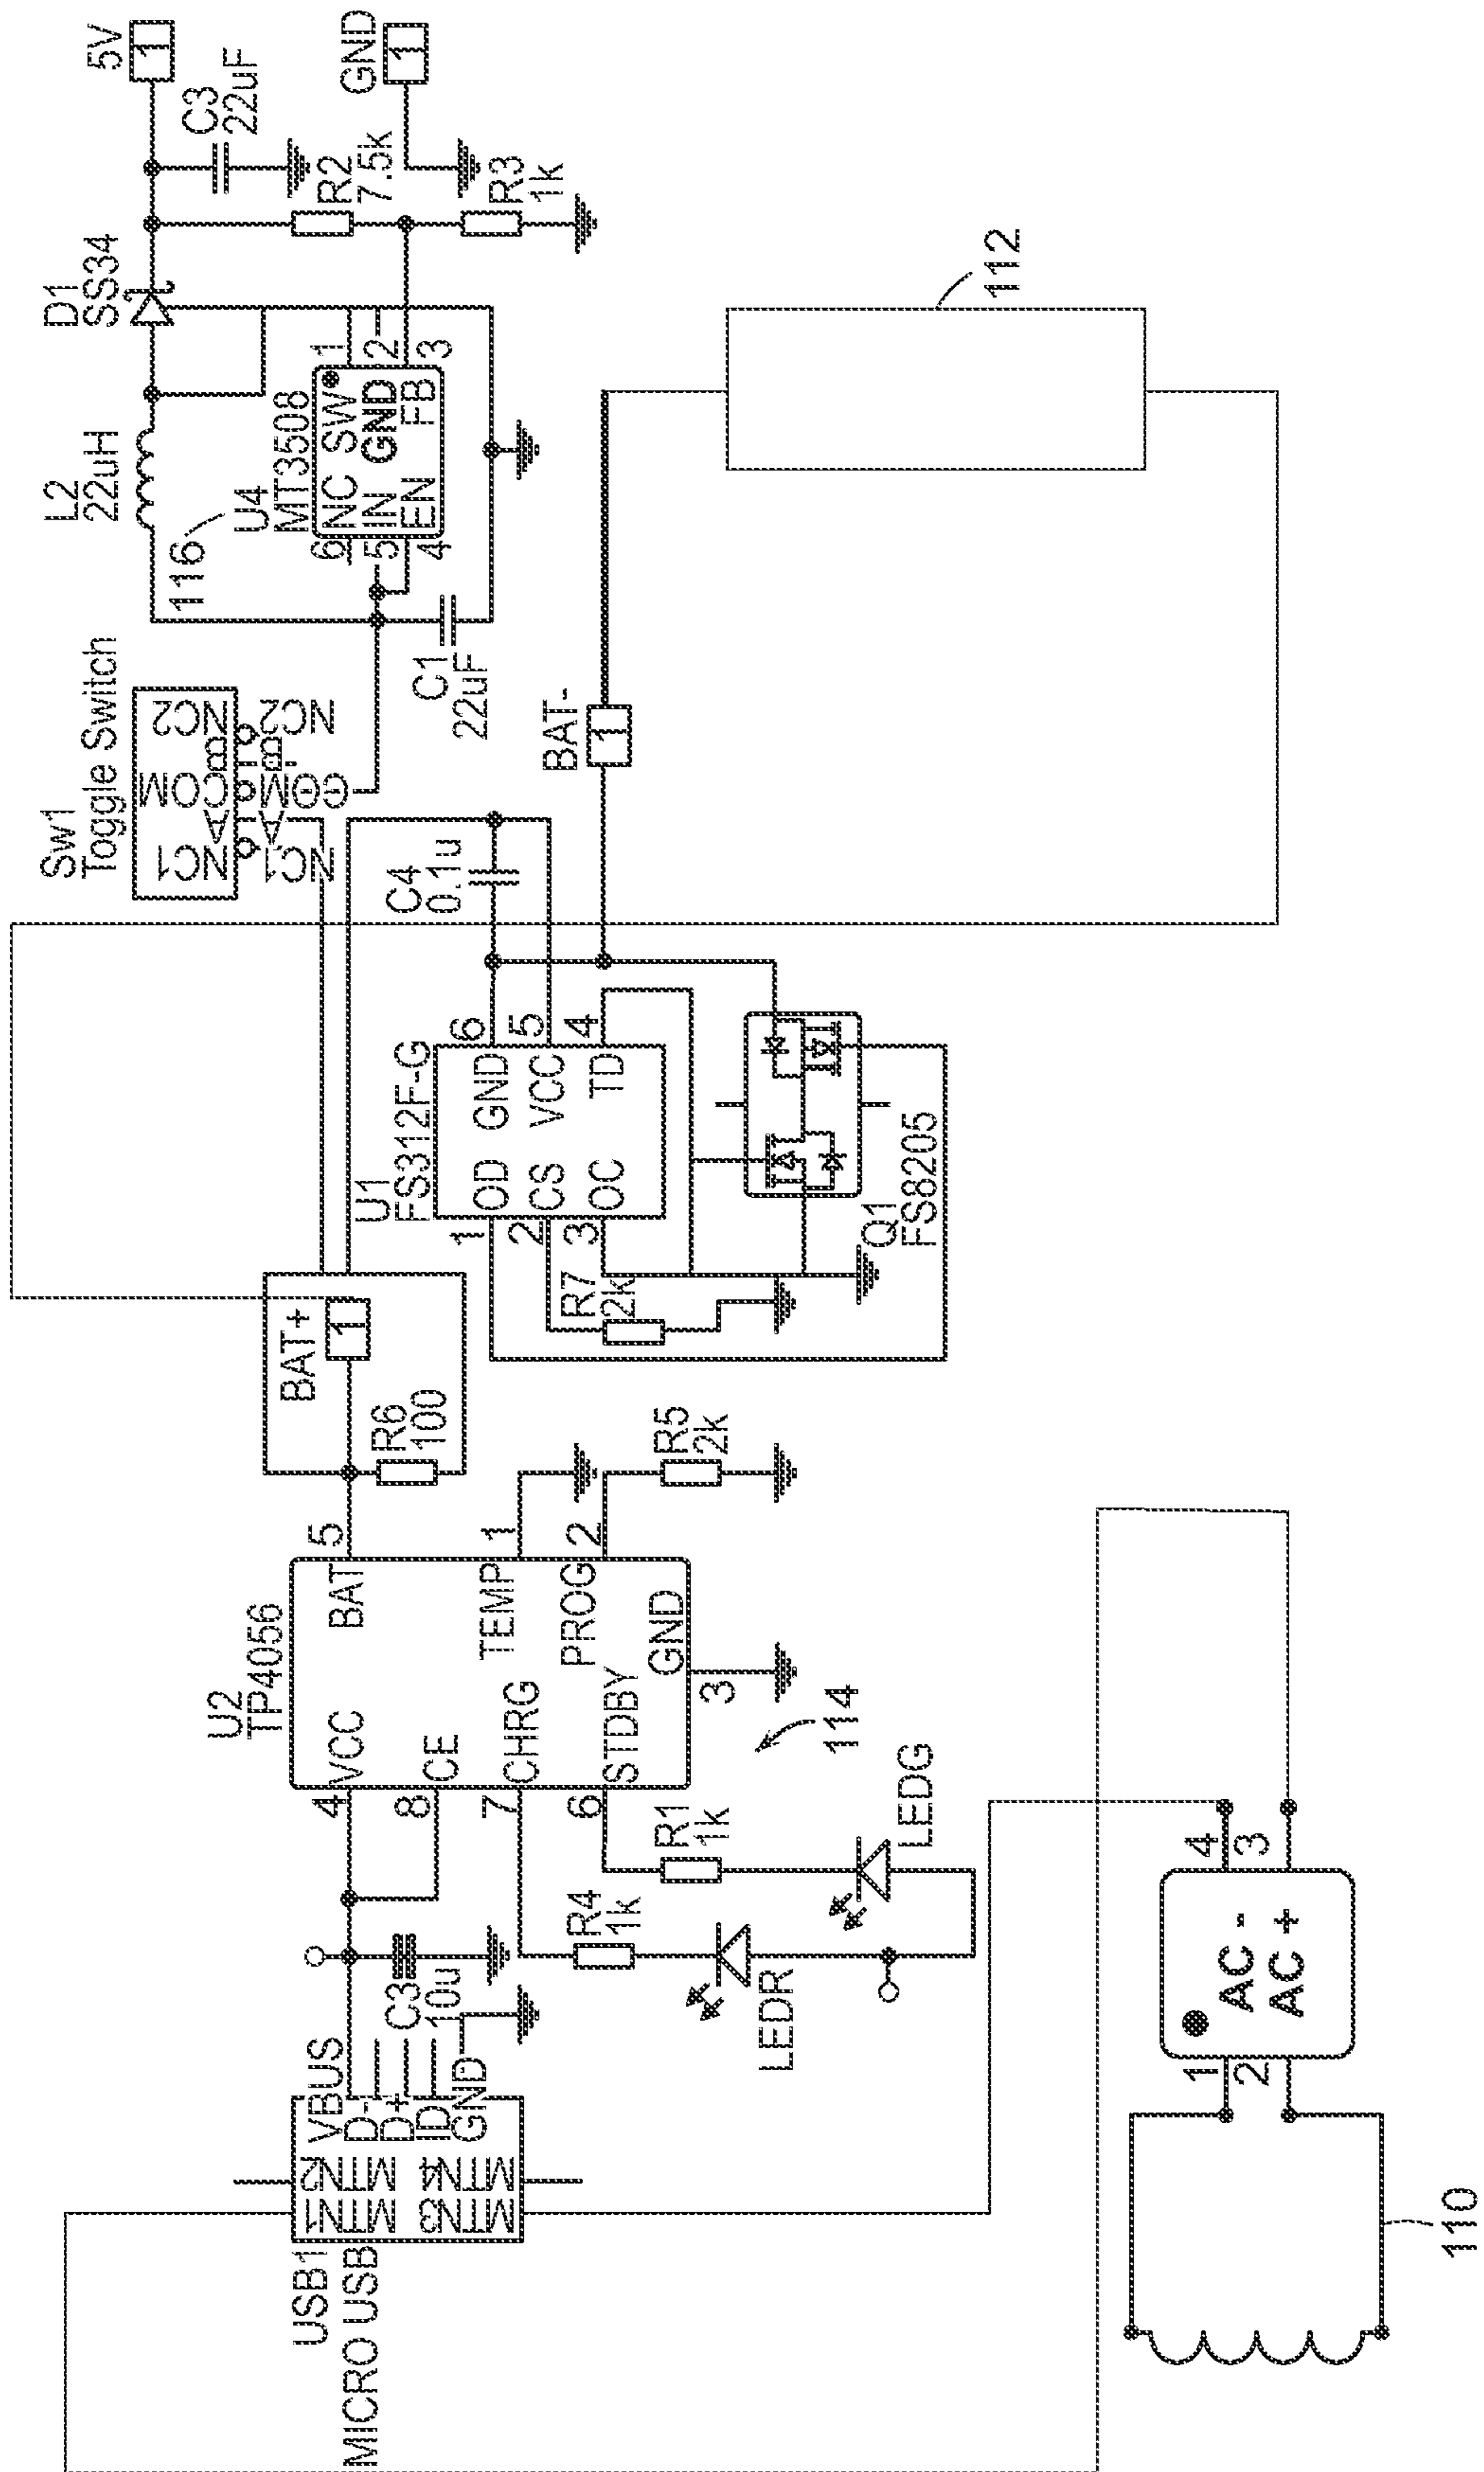 USB1
MICRO USB
MTN1
MTN2
MTN3
MTN4
VBUS
D-
D+
ID
GND
C3
10u
U2
TP4056
4
VCC
8
CE
7
CHRG
6
STDBY
BAT
5
TEMP
1
PROG
2
GND
3
R4
1k
R1
1k
LEDR
LEDG
114
R5
2k
R6
100
BAT+
1
U1
FS312F-G
1
OD
2
CS
3
OC
GND
6
VCC
5
TD
4
R7
2k
Q1
FS8205
C4
0.1u
BAT-
1
Sw1
Toggle Switch
NC1
A
COM
B
NC2
NC1
A
COM
B
NC2
116
U4
MT3508
6
NC
5
IN
4
EN
SW
1
GND
2
FB
3
C1
22uF
L2
22uH
D1
SS34
R2
7.5k
R3
1k
C3
22uF
5V
1
GND
1
112
1
2
AC -
AC +
4
3
110